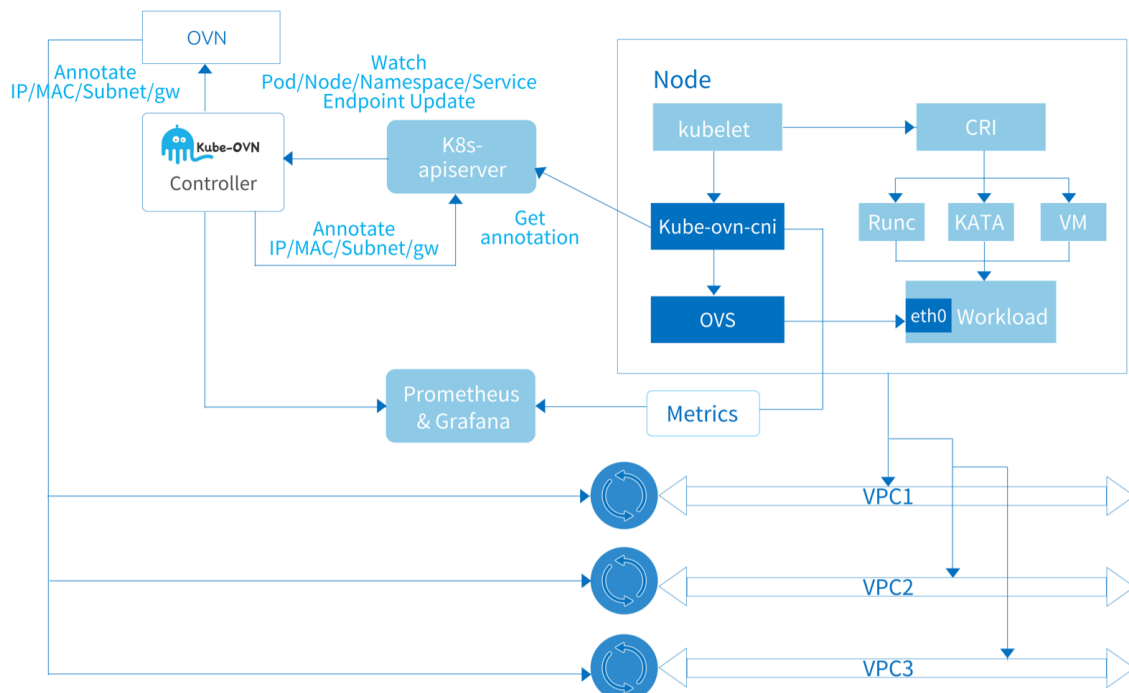 OVN
Annotate
IP/MAC/Subnet/gw
Watch
Pod/Node/Namespace/Service
Endpoint Update
Kube-OVN
Controller
K8s-
apiserver
Annotate
IP/MAC/Subnet/gw
Get
annotation
Node
kubelet
CRI
Kube-ovn-cni
Runc
KATA
VM
OVS
eth0
Workload
Prometheus
& Grafana
Metrics
VPC1
VPC2
VPC3